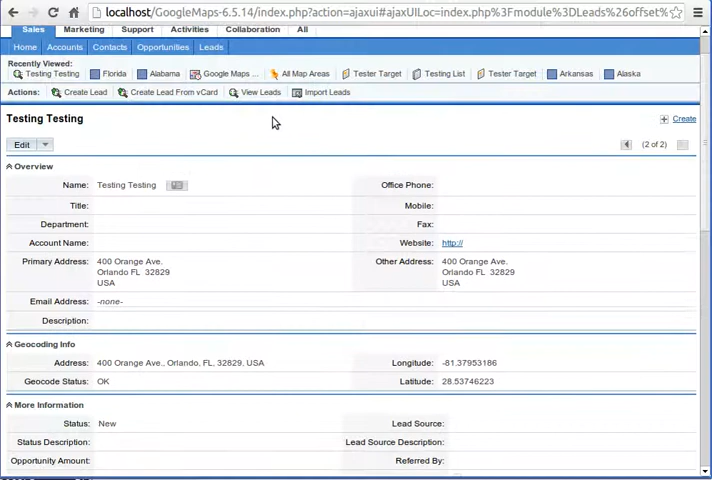 localhost/GoogleMaps-6.5.14/index.php?action=ajaxui#ajaxUILoc=index.php%3Fmodule%3DLeads%26offset%
Sales Marketing Support Activities Collaboration All
Home Accounts Contacts Opportunities Leads
Recently Viewed:
Testing Testing Florida Alabama Google Maps ... All Map Areas Tester Target Testing List Tester Target Arkansas Alaska
Actions: Create Lead Create Lead From vCard View Leads Import Leads
Testing Testing Create
Edit (2 of 2)
Overview
Name: Testing Testing Office Phone:
Title: Mobile:
Department: Fax:
Account Name: Website: http://
Primary Address: 400 Orange Ave. Other Address: 400 Orange Ave.
Orlando FL 32829 Orlando FL 32829
USA USA
Email Address: -none-
Description:
Geocoding Info
Address: 400 Orange Ave., Orlando, FL, 32829, USA Longitude: -81.37953186
Geocode Status: OK Latitude: 28.53746223
More Information
Status: New Lead Source:
Status Description: Lead Source Description:
Opportunity Amount: Referred By: